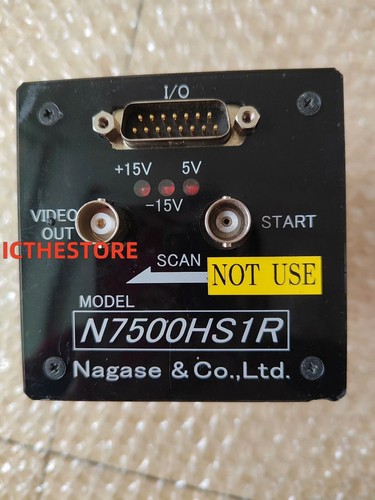 I/O
+15V 5V
-15V
VIDEO OUT
START
ICTHESTORE
SCAN
NOT USE
MODEL
N7500HS1R
Nagase & Co.,Ltd.